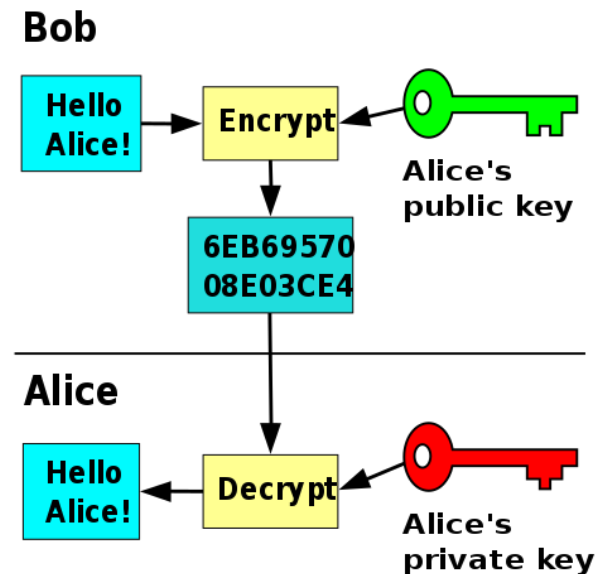 Bob
Hello
Alice!
Encrypt
Alice's
public key
6EB69570
08E03CE4
Alice
Hello
Alice!
Decrypt
Alice's
private key